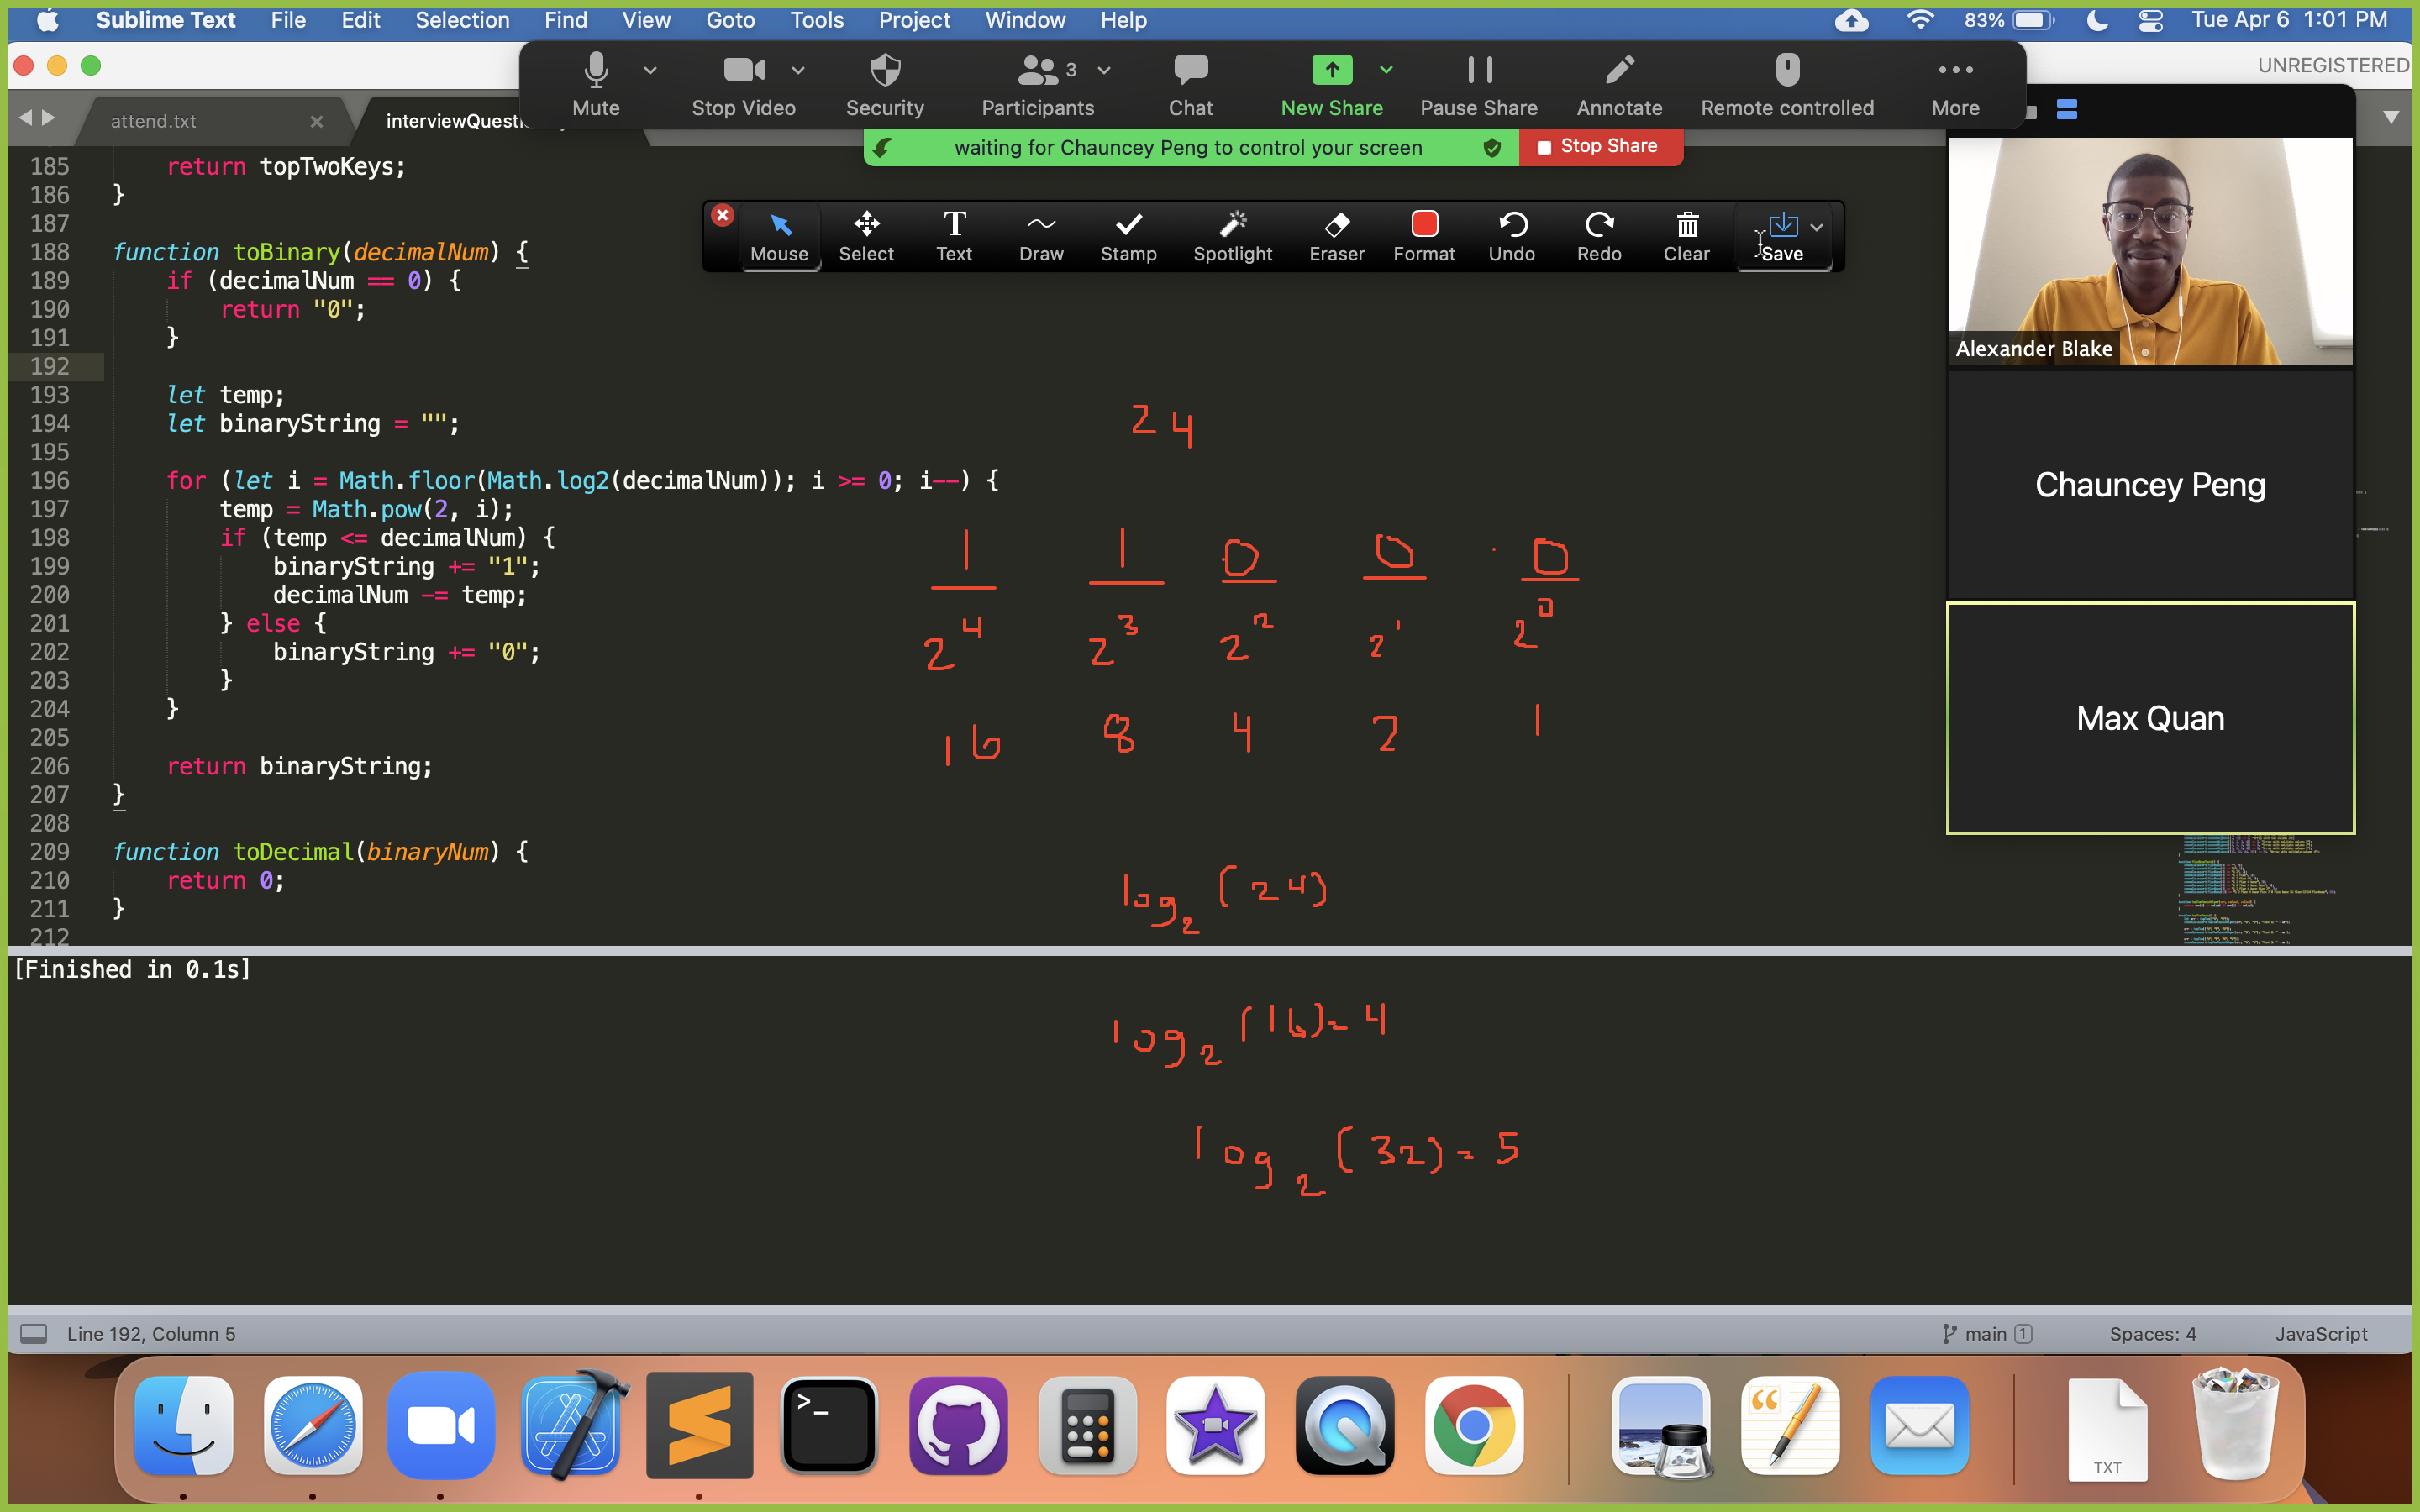 Sublime Text File Edit Selection Find View Goto Tools Project Window Help 83% Tue Apr 6 1:01 PM
UNREGISTERED
Mute Stop Video Security Participants 3 Chat New Share Pause Share Annotate Remote controlled More
attend.txt interviewQuesti
waiting for Chauncey Peng to control your screen Stop Share
Mouse Select Text Draw Stamp Spotlight Eraser Format Undo Redo Clear Save
185 return topTwoKeys;
186 }
187
188 function toBinary(decimalNum) {
189 if (decimalNum == 0) {
190 return "0";
191 }
192
193 let temp;
194 let binaryString = "";
195
196 for (let i = Math.floor(Math.log2(decimalNum)); i >= 0; i--) {
197 temp = Math.pow(2, i);
198 if (temp <= decimalNum) {
199 binaryString += "1";
200 decimalNum -= temp;
201 } else {
202 binaryString += "0";
203 }
204 }
205
206 return binaryString;
207 }
208
209 function toDecimal(binaryNum) {
210 return 0;
211 }
212
24
1 1 0 0 0
2^4 2^3 2^2 2^1 2^0
16 8 4 2 1
log₂(24)
log₂(16)=4
log₂(32)=5
Alexander Blake
Chauncey Peng
Max Quan
[Finished in 0.1s]
Line 192, Column 5 main 1 Spaces: 4 JavaScript
>_
TXT